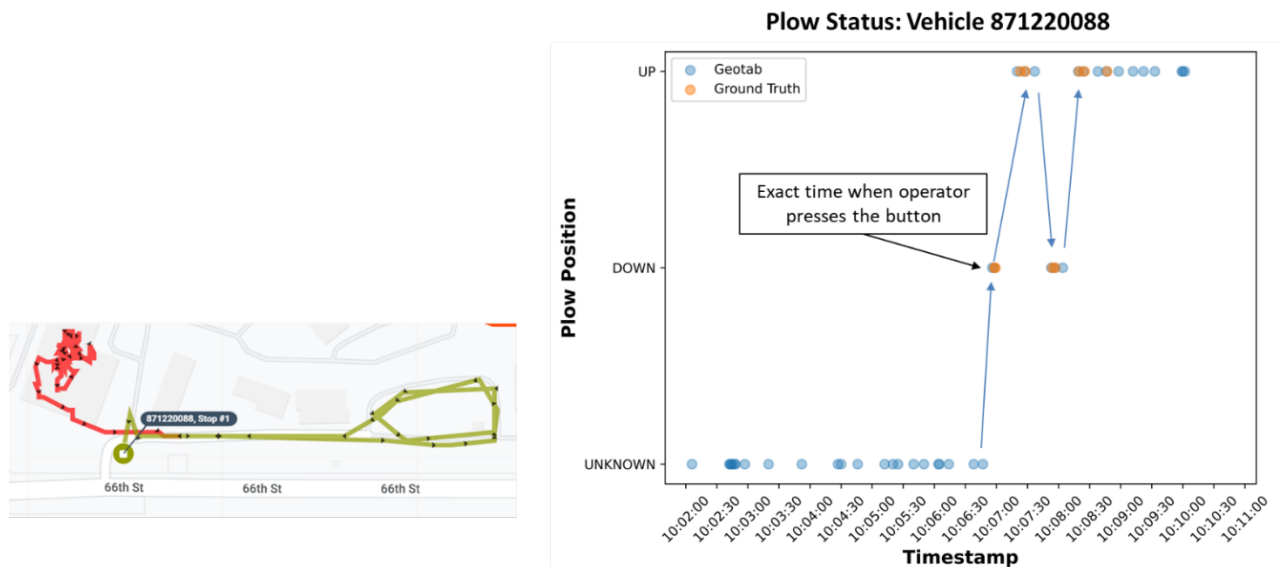 Plow Status: Vehicle 871220088
UP
Geotab
Ground Truth
Exact time when operator
presses the button
Plow Position
DOWN
UNKNOWN
10:02:00
10:02:30
10:03:00
10:03:30
10:04:00
10:04:30
10:05:00
10:05:30
10:06:00
10:06:30
10:07:00
10:07:30
10:08:00
10:08:30
10:09:00
10:09:30
10:10:00
10:10:30
10:11:00
Timestamp
871220088, Stop #1
66th St
66th St
66th St